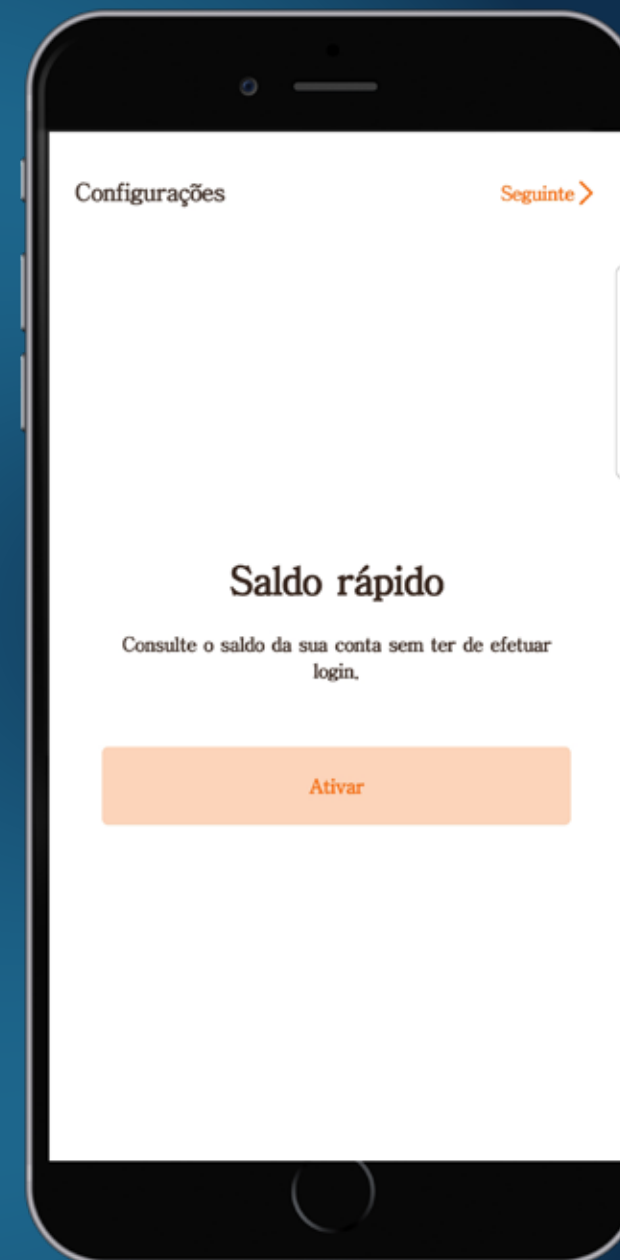 Configurações
Seguinte
Saldo rápido
Consulte o saldo da sua conta sem ter de efetuar
login.
Ativar